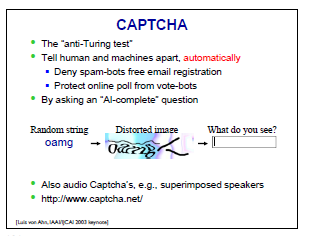 CAPTCHA
The "anti-Turing test"
Tell human and machines apart, automatically
Deny spam-bots free email registration
Protect online poll from vote-bots
By asking an "AI-complete" question
Random string Distorted image What do you see?
oamg → oamg →
Also audio Captcha's, e.g., superimposed speakers
http://www.captcha.net/
[Luis von Ahn, IAAI/IJCAI 2003 keynote]